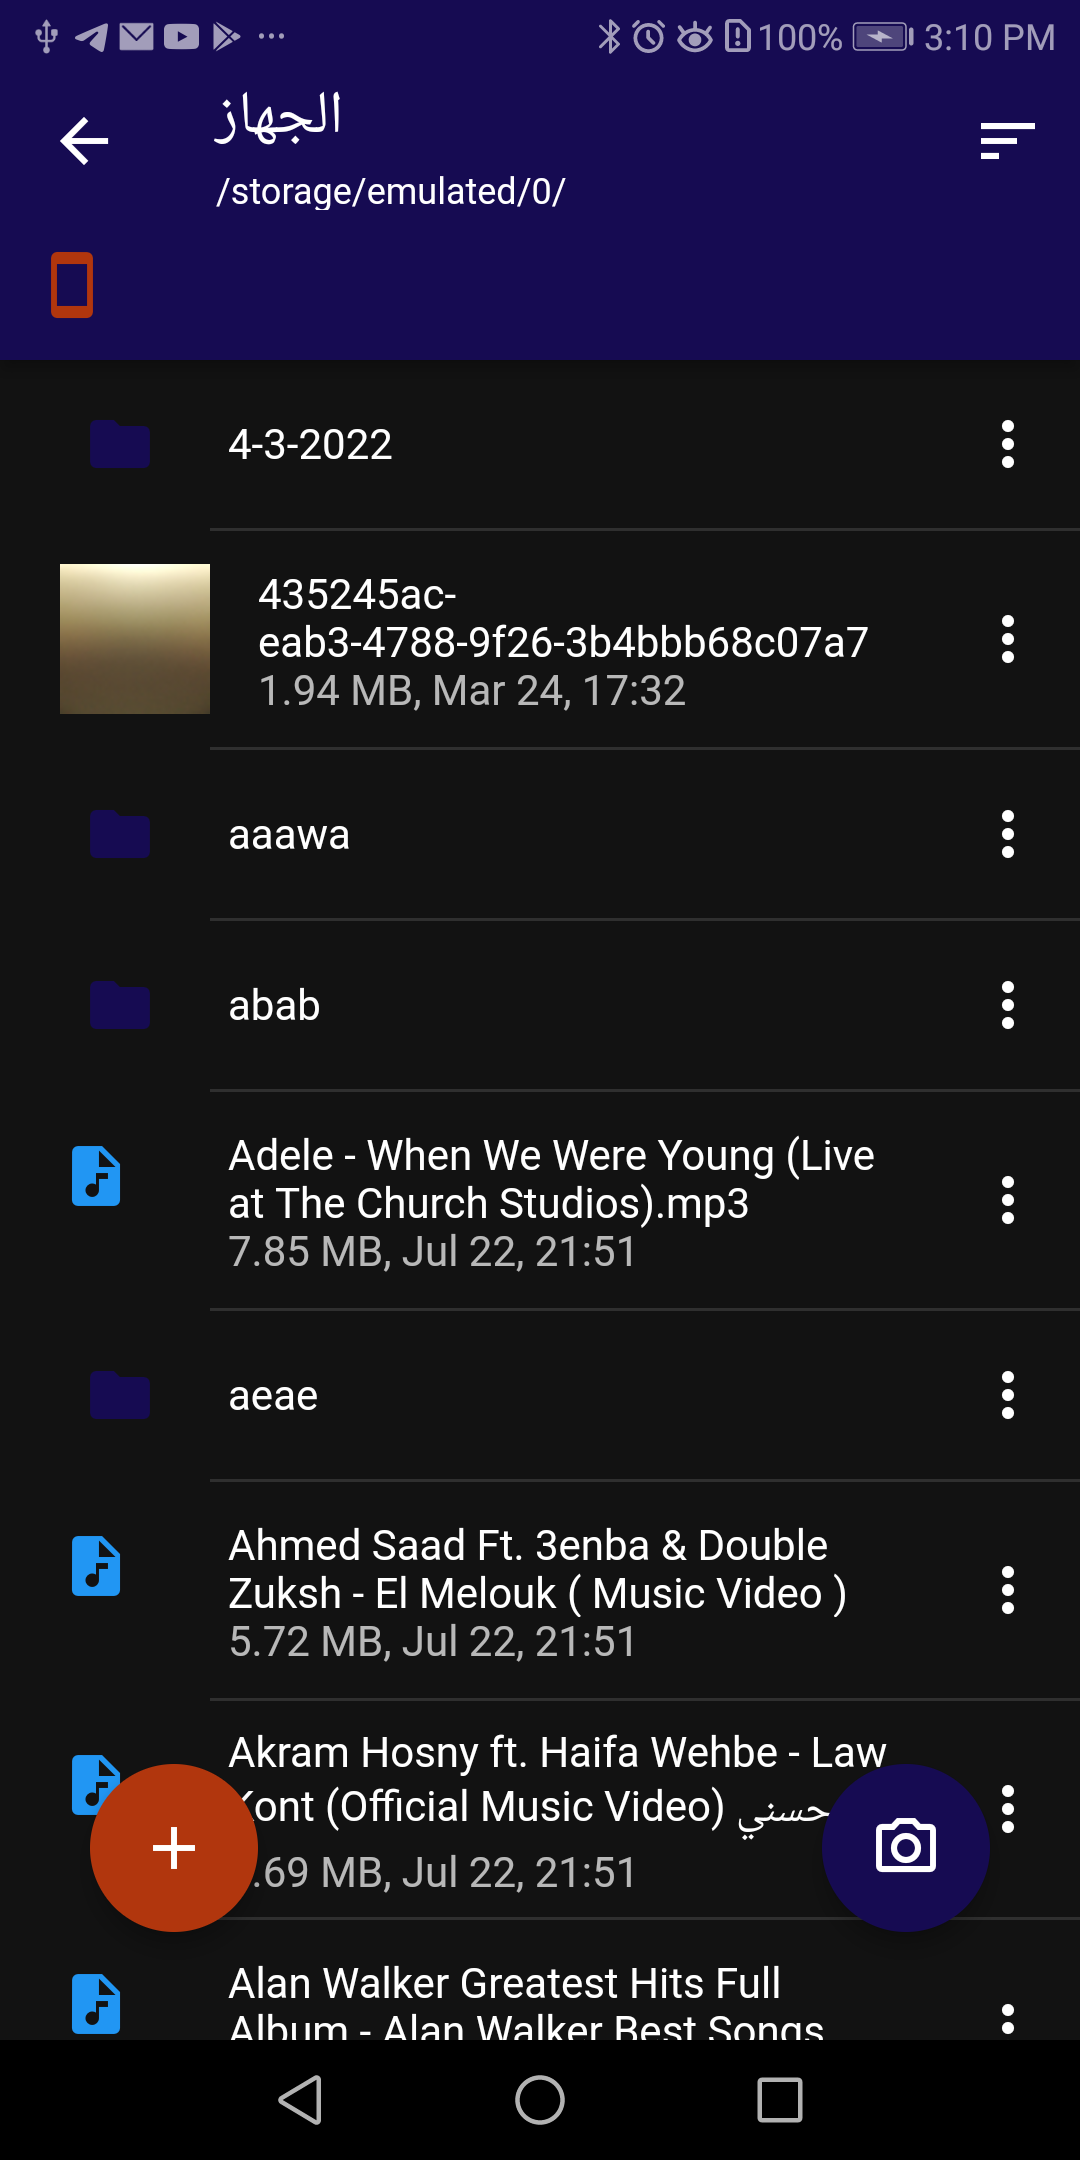 100% 3:10 PM
الجهاز
/storage/emulated/0/
4-3-2022
435245ac-
eab3-4788-9f26-3b4bbb68c07a7
1.94 MB, Mar 24, 17:32
aaawa
abab
Adele - When We Were Young (Live
at The Church Studios).mp3
7.85 MB, Jul 22, 21:51
aeae
Ahmed Saad Ft. 3enba & Double
Zuksh - El Melouk ( Music Video )
5.72 MB, Jul 22, 21:51
Akram Hosny ft. Haifa Wehbe - Law
Kont (Official Music Video) حسني
.69 MB, Jul 22, 21:51
Alan Walker Greatest Hits Full
Album - Alan Walker Best Songs